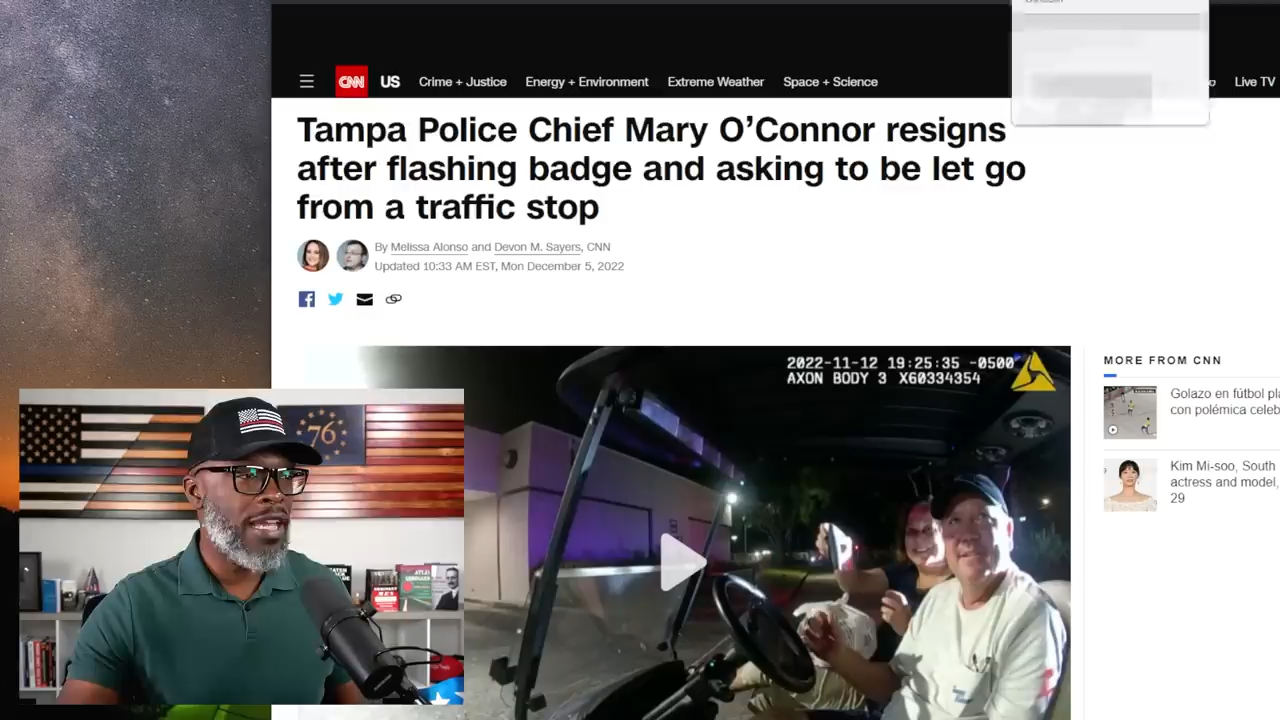 CNN US Crime + Justice Energy + Environment Extreme Weather Space + Science Live TV
Tampa Police Chief Mary O'Connor resigns
after flashing badge and asking to be let go
from a traffic stop
By Melissa Alonso and Devon M. Sayers, CNN
Updated 10:33 AM EST, Mon December 5, 2022
2022-11-12 19:25:35 -0500
AXON BODY 3 X60334354
MORE FROM CNN
Golazo en fútbol pl
con polémica celeb
Kim Mi-soo, South
actress and model,
29
76